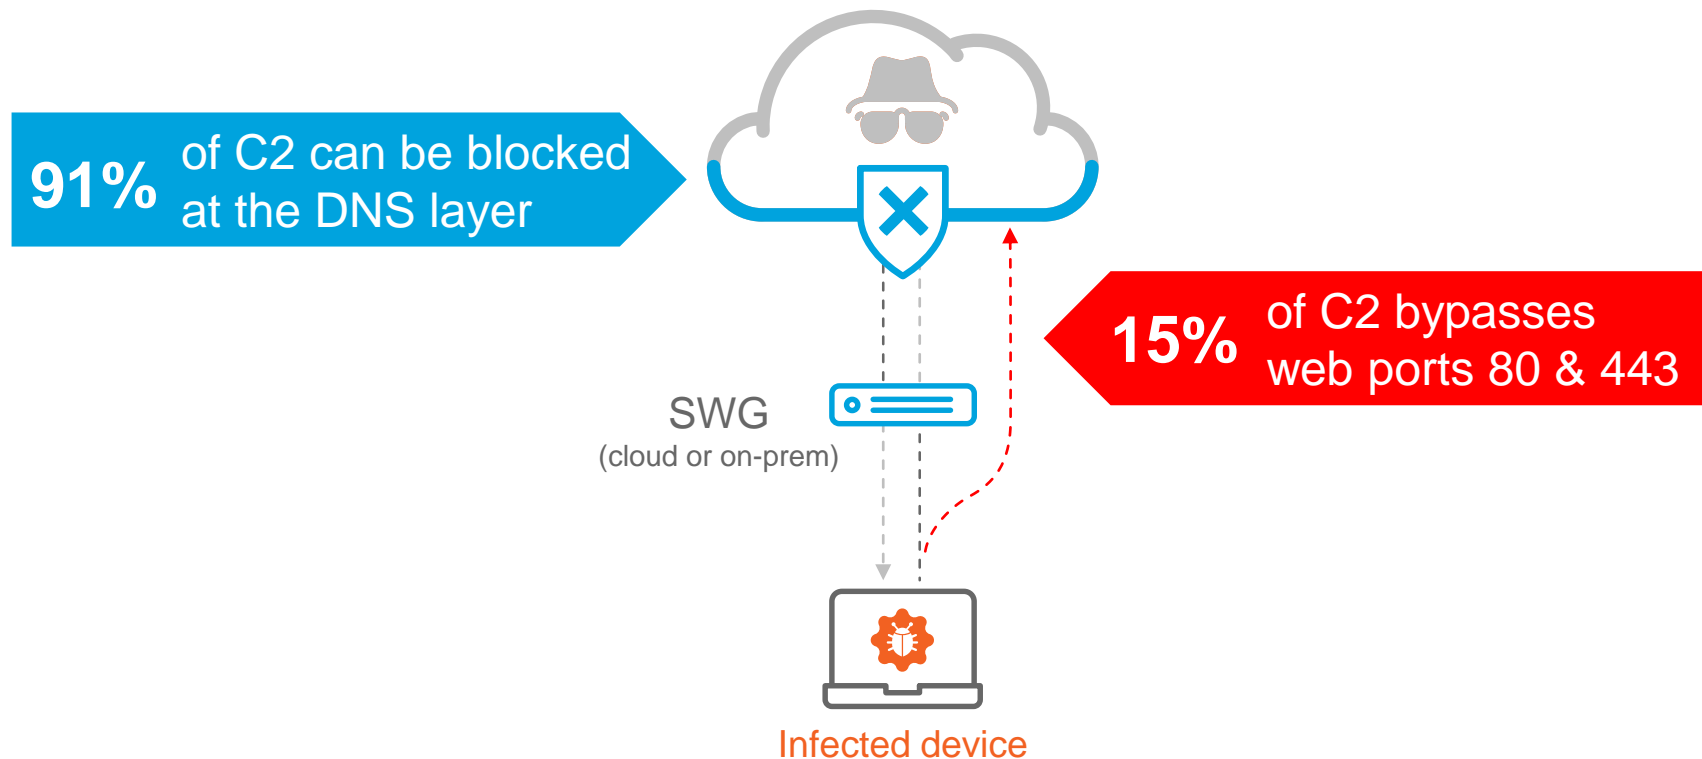 91%
of C2 can be blocked
at the DNS layer
15%
of C2 bypasses
web ports 80 & 443
SWG
(cloud or on-prem)
Infected device